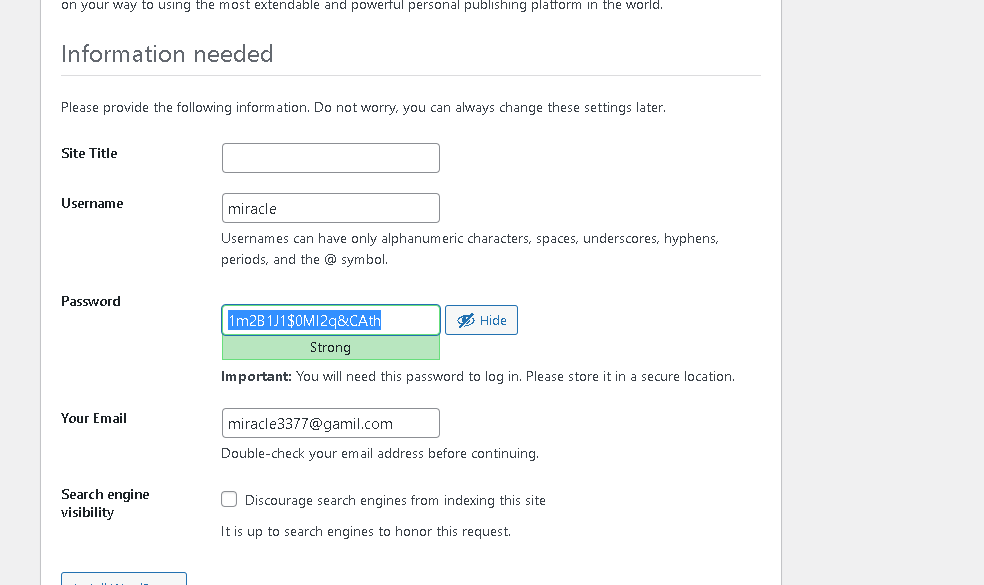 on your way to using the most extendable and powerful personal publishing platform in the world.
Information needed
Please provide the following information. Do not worry, you can always change these settings later.
Site Title
Username
miracle
Usernames can have only alphanumeric characters, spaces, underscores, hyphens,
periods, and the @ symbol.
Password
1m2B1J1$0MI2q&CAth
Hide
Strong
Important: You will need this password to log in. Please store it in a secure location.
Your Email
miracle3377@gamil.com
Double-check your email address before continuing.
Search engine
visibility
Discourage search engines from indexing this site
It is up to search engines to honor this request.